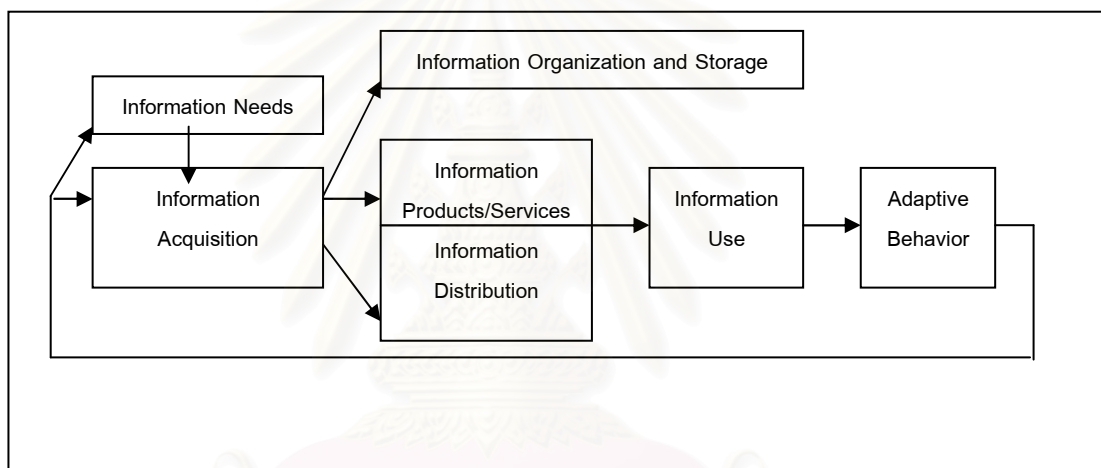 Information Organization and Storage
Information Needs
Information
Acquisition
Information
Products/Services
Information
Distribution
Information
Use
Adaptive
Behavior